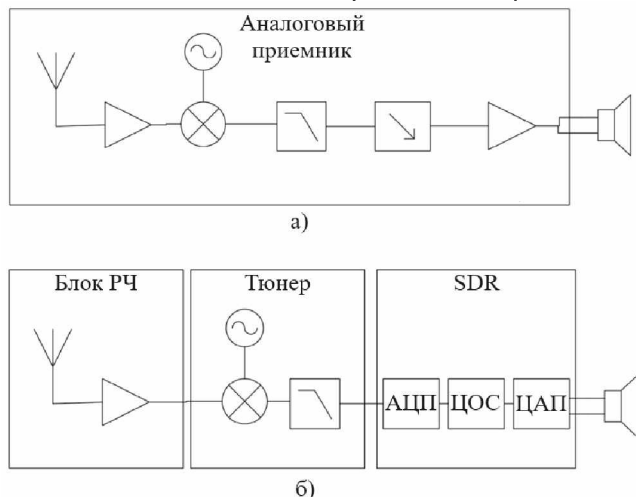 Аналоговый
приемник
а)
Блок РЧ Тюнер SDR
АЦП ЦОС ЦАП
б)